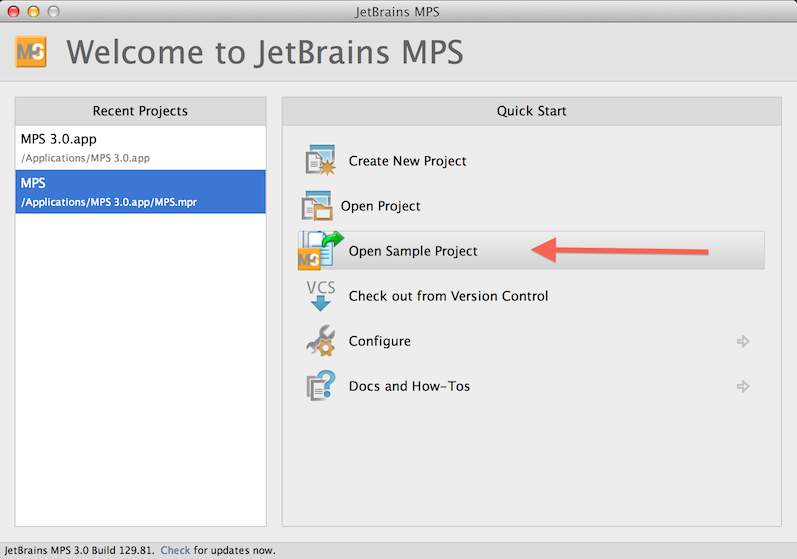 JetBrains MPS
MPS
Welcome to JetBrains MPS
Recent Projects
MPS 3.0.app
/Applications/MPS 3.0.app
MPS
/Applications/MPS 3.0.app/MPS.mpr
Quick Start
Create New Project
Open Project
MPS
Open Sample Project
VCS
Check out from Version Control
Configure
Docs and How-Tos
JetBrains MPS 3.0 Build 129.81. Check for updates now.